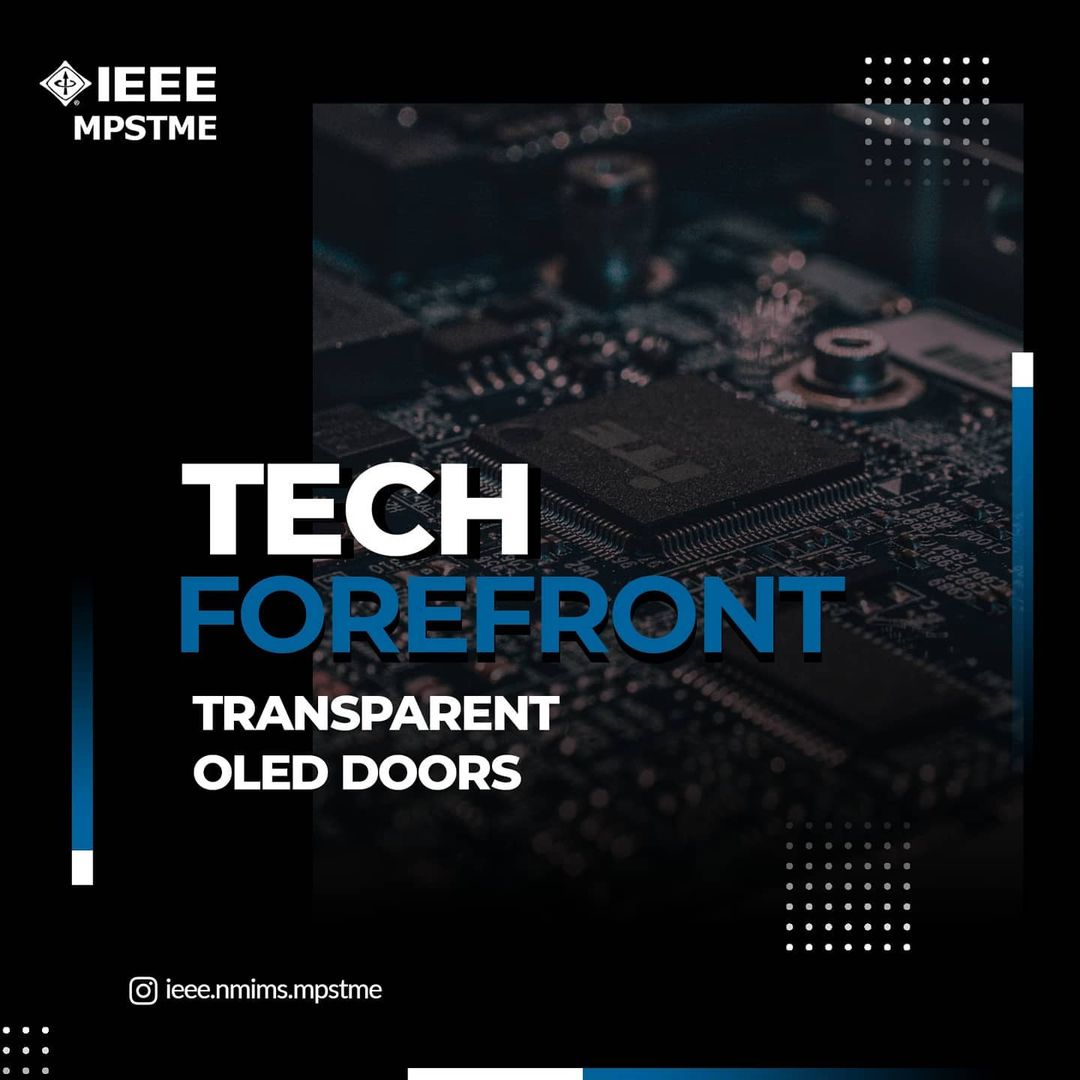 IEEE
MPSTME
TECH
FOREFRONT
TRANSPARENT
OLED DOORS
ieee.nmims.mpstme